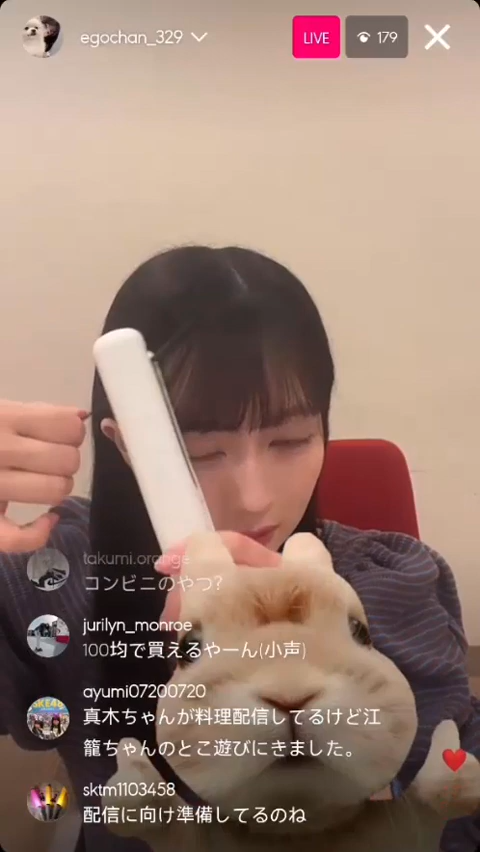 egochan_329
LIVE
179
takumi.orange
コンビニのやつ?
jurilyn_monroe
100均で買えるやーん(小声)
ayumi07200720
真木ちゃんが料理配信してるけど江
籠ちゃんのとこ遊びにきました。
SKE48
sktm1103458
配信に向け準備してるのね